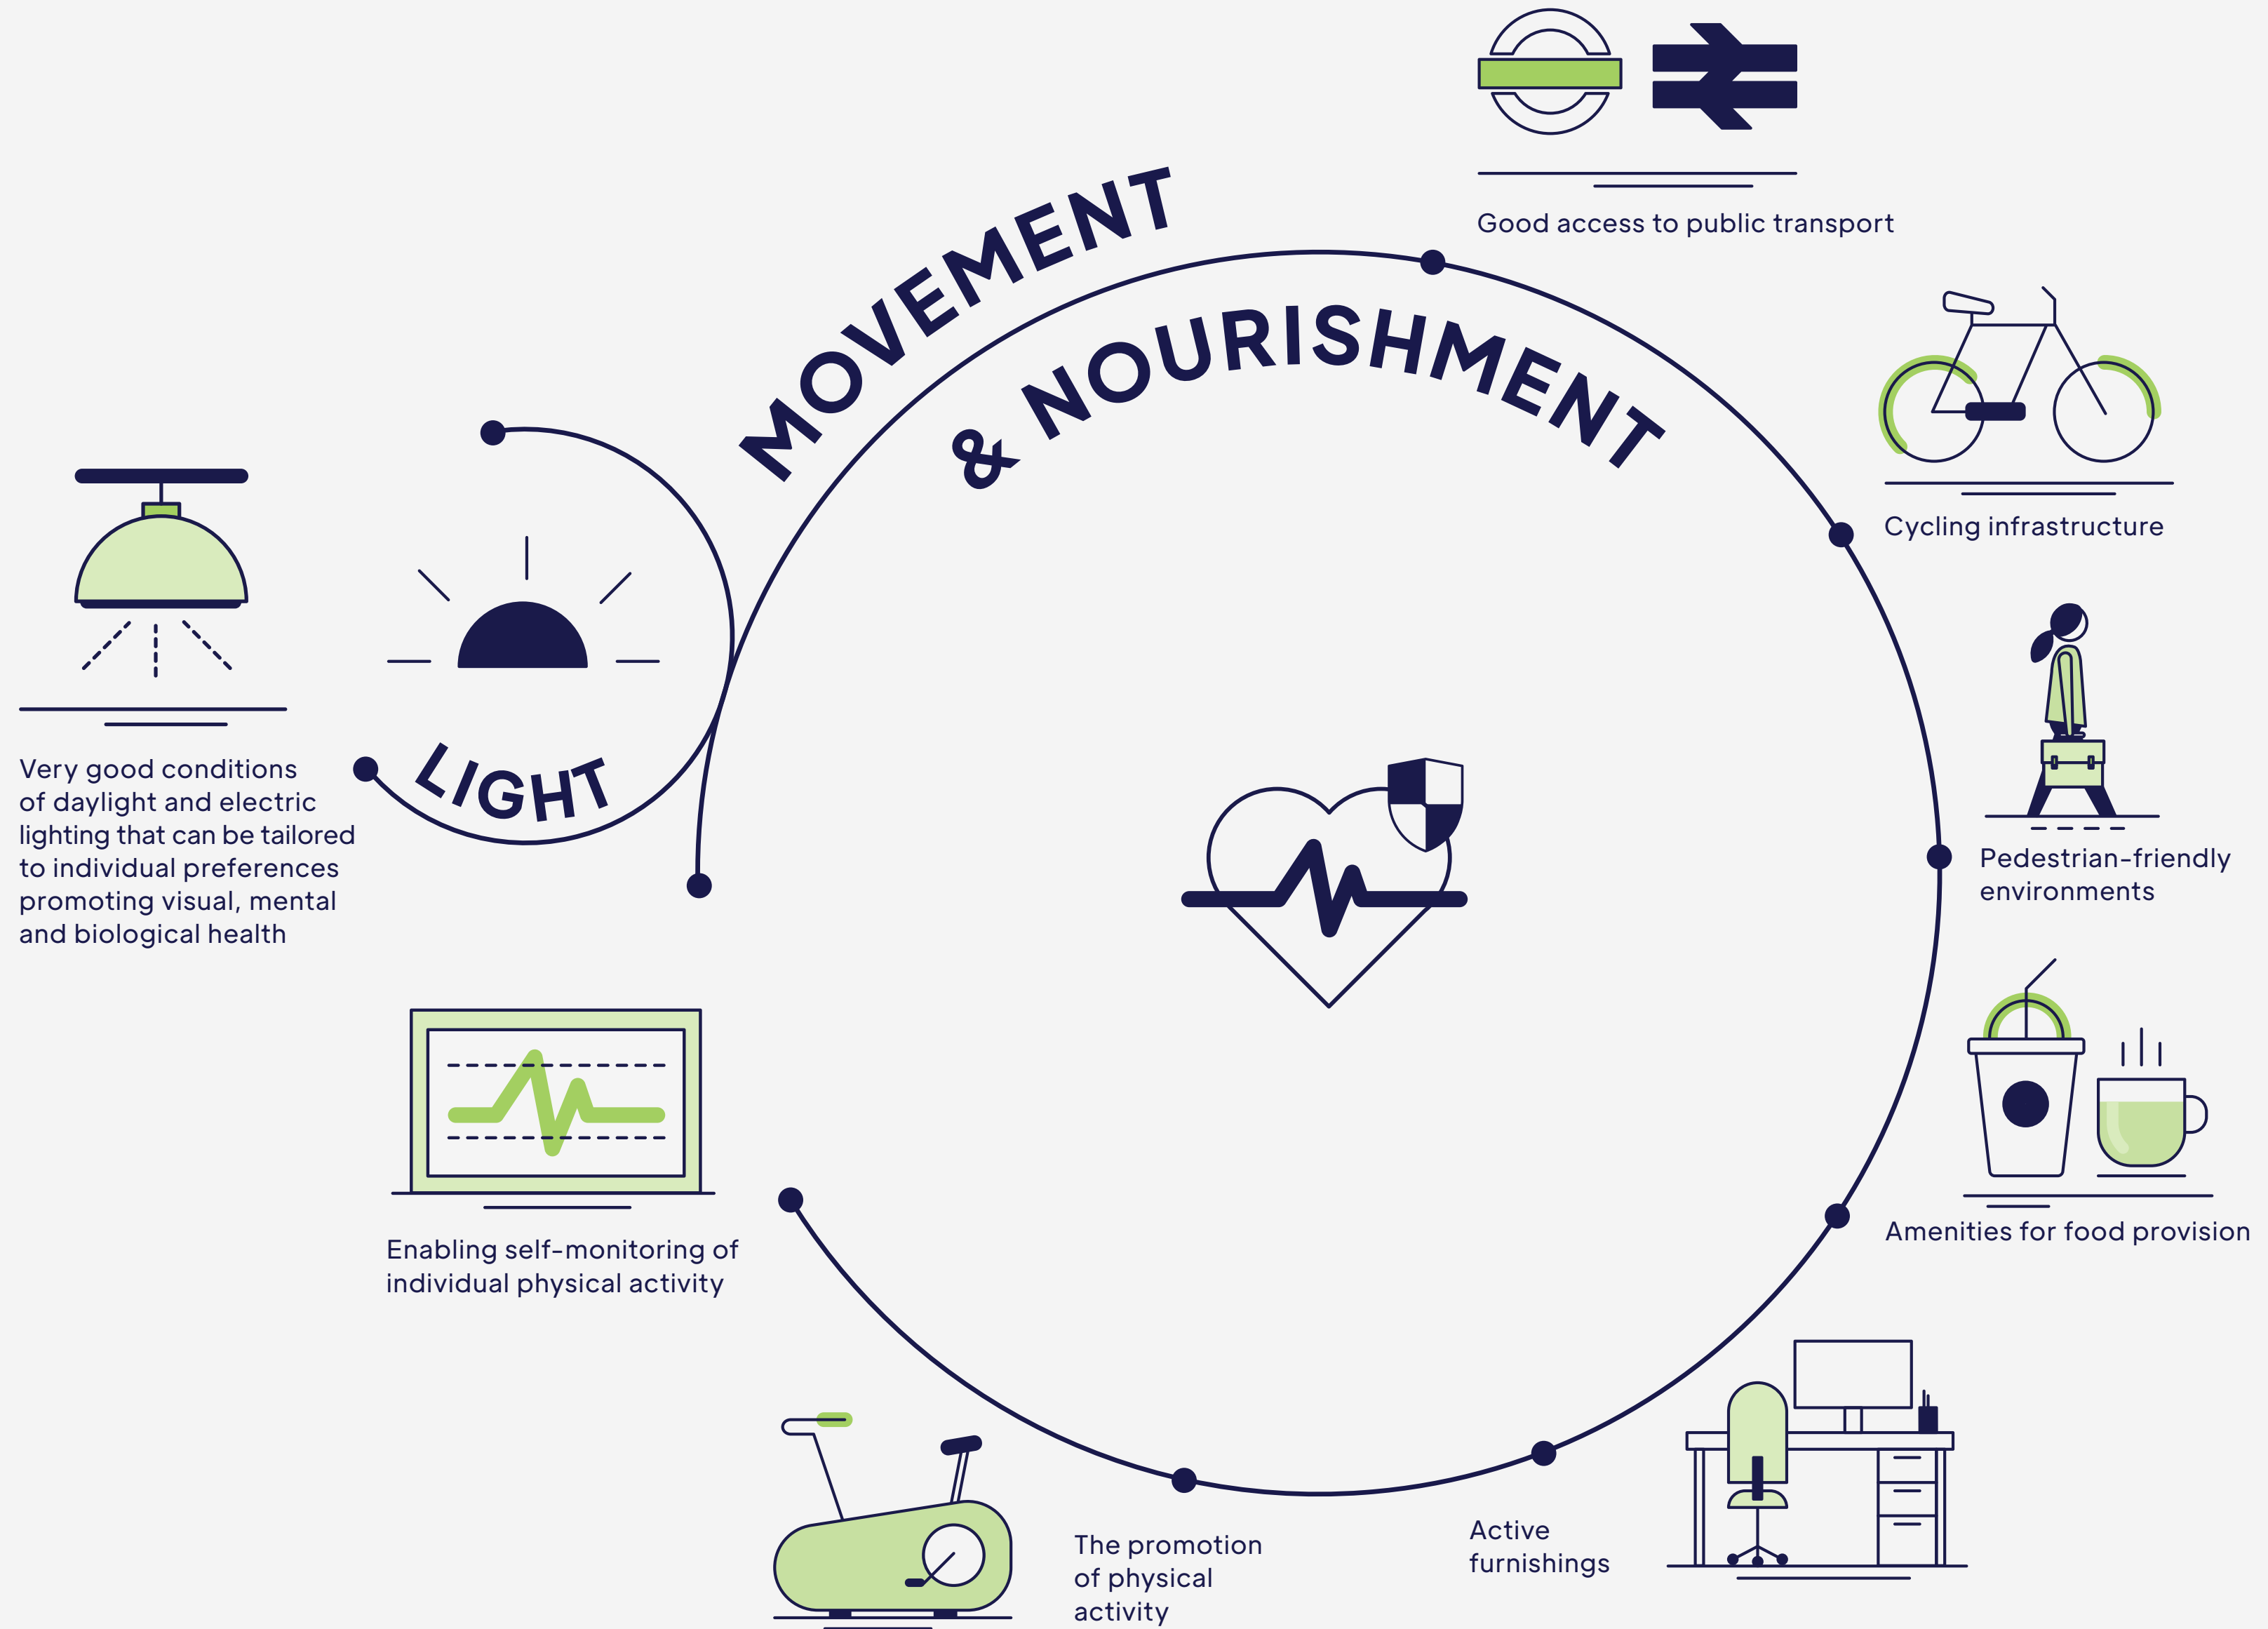 MOVEMENT
& NOURISHMENT
Good access to public transport
Cycling infrastructure
Pedestrian-friendly
environments
Amenities for food provision
Active
furnishings
The promotion
of physical
activity
Enabling self-monitoring of
individual physical activity
LIGHT
Very good conditions
of daylight and electric
lighting that can be tailored
to individual preferences
promoting visual, mental
and biological health